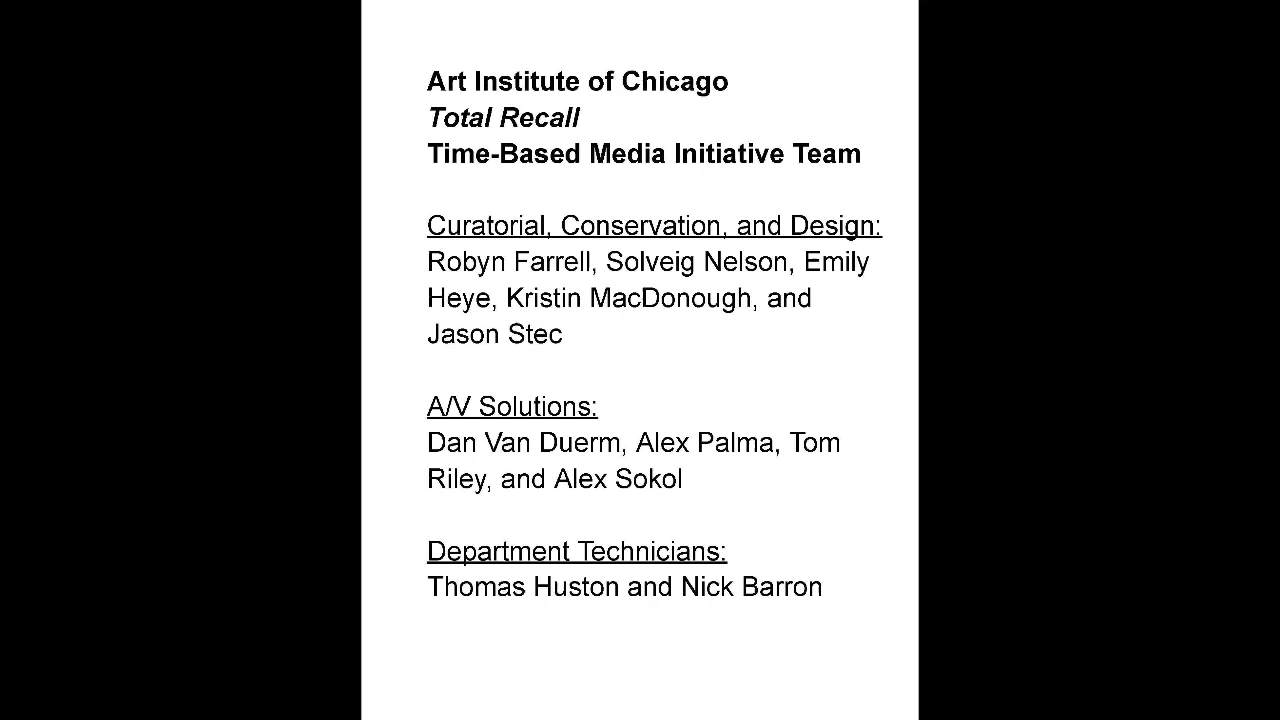 Art Institute of Chicago
Total Recall
Time-Based Media Initiative Team
Curatorial, Conservation, and Design:
Robyn Farrell, Solveig Nelson, Emily
Heye, Kristin MacDonough, and
Jason Stec
A/V Solutions:
Dan Van Duerm, Alex Palma, Tom
Riley, and Alex Sokol
Department Technicians:
Thomas Huston and Nick Barron